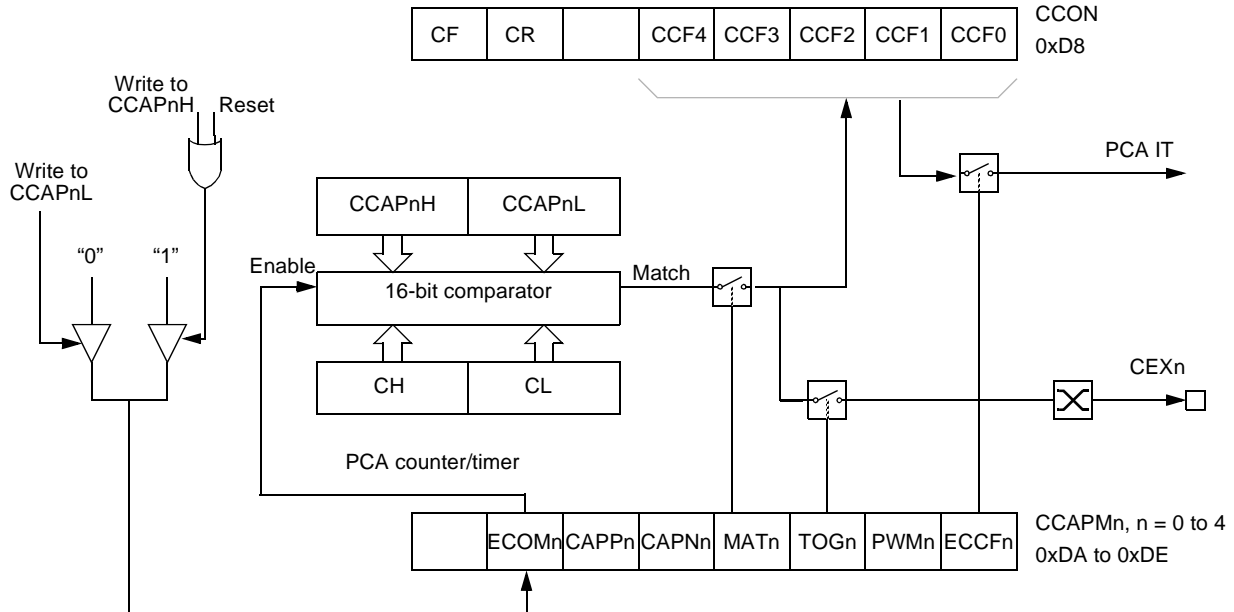 CF CR CCF4 CCF3 CCF2 CCF1 CCF0
CCON
0xD8
Write to
CCAPnH
Reset
Write to
CCAPnL
“0”
“1”
PCA IT
CCAPnH CCAPnL
Enable
16-bit comparator
Match
CH CL
CEXn
PCA counter/timer
ECOMn CAPPn CAPNn MATn TOGn PWMn ECCFn
CCAPMn, n = 0 to 4
0xDA to 0xDE